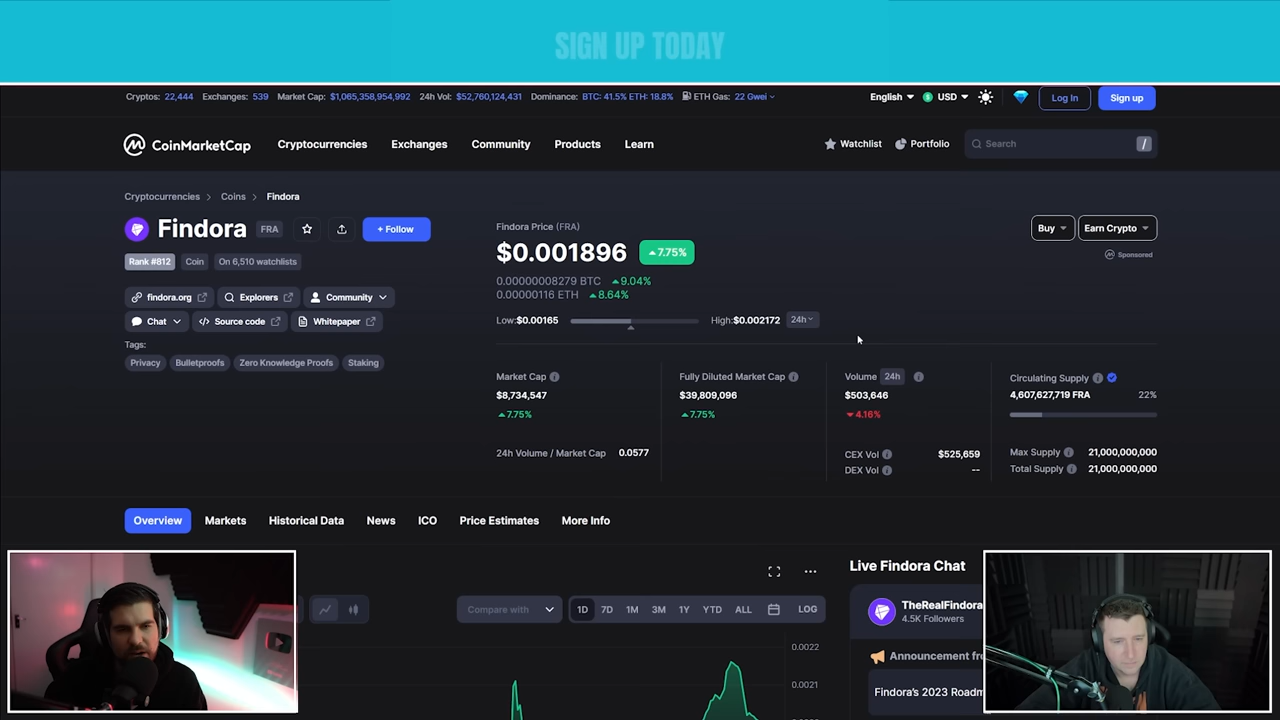 SIGN UP TODAY
Cryptos: 22,444 Exchanges: 539 Market Cap: $1,065,358,954,992 24h Vol: $52,760,124,431 Dominance: BTC: 41.5% ETH: 18.8% ETH Gas: 22 Gwei English USD Log In Sign up
CoinMarketCap Cryptocurrencies Exchanges Community Products Learn Watchlist Portfolio Search /
Cryptocurrencies > Coins > Findora
Findora FRA + Follow
Rank #812 Coin On 6,510 watchlists
findora.org Explorers Community
Chat Source code Whitepaper
Tags:
Privacy Bulletproofs Zero Knowledge Proofs Staking
Findora Price (FRA)
$0.001896 7.75%
0.00000008279 BTC 9.04%
0.00000116 ETH 8.64%
Low:$0.00165 High:$0.002172 24h
Buy Earn Crypto
Sponsored
Market Cap
$8,734,547
7.75%
24h Volume / Market Cap 0.0577
Fully Diluted Market Cap
$39,809,096
7.75%
Volume 24h
$503,646
4.16%
CEX Vol $525,659
DEX Vol --
Circulating Supply
4,607,627,719 FRA 22%
Max Supply 21,000,000,000
Total Supply 21,000,000,000
Overview Markets Historical Data News ICO Price Estimates More Info
Compare with 1D 7D 1M 3M 1Y YTD ALL LOG
0.0022
0.0021
Live Findora Chat
TheRealFindora
4.5K Followers
Announcement
Findora's 2023